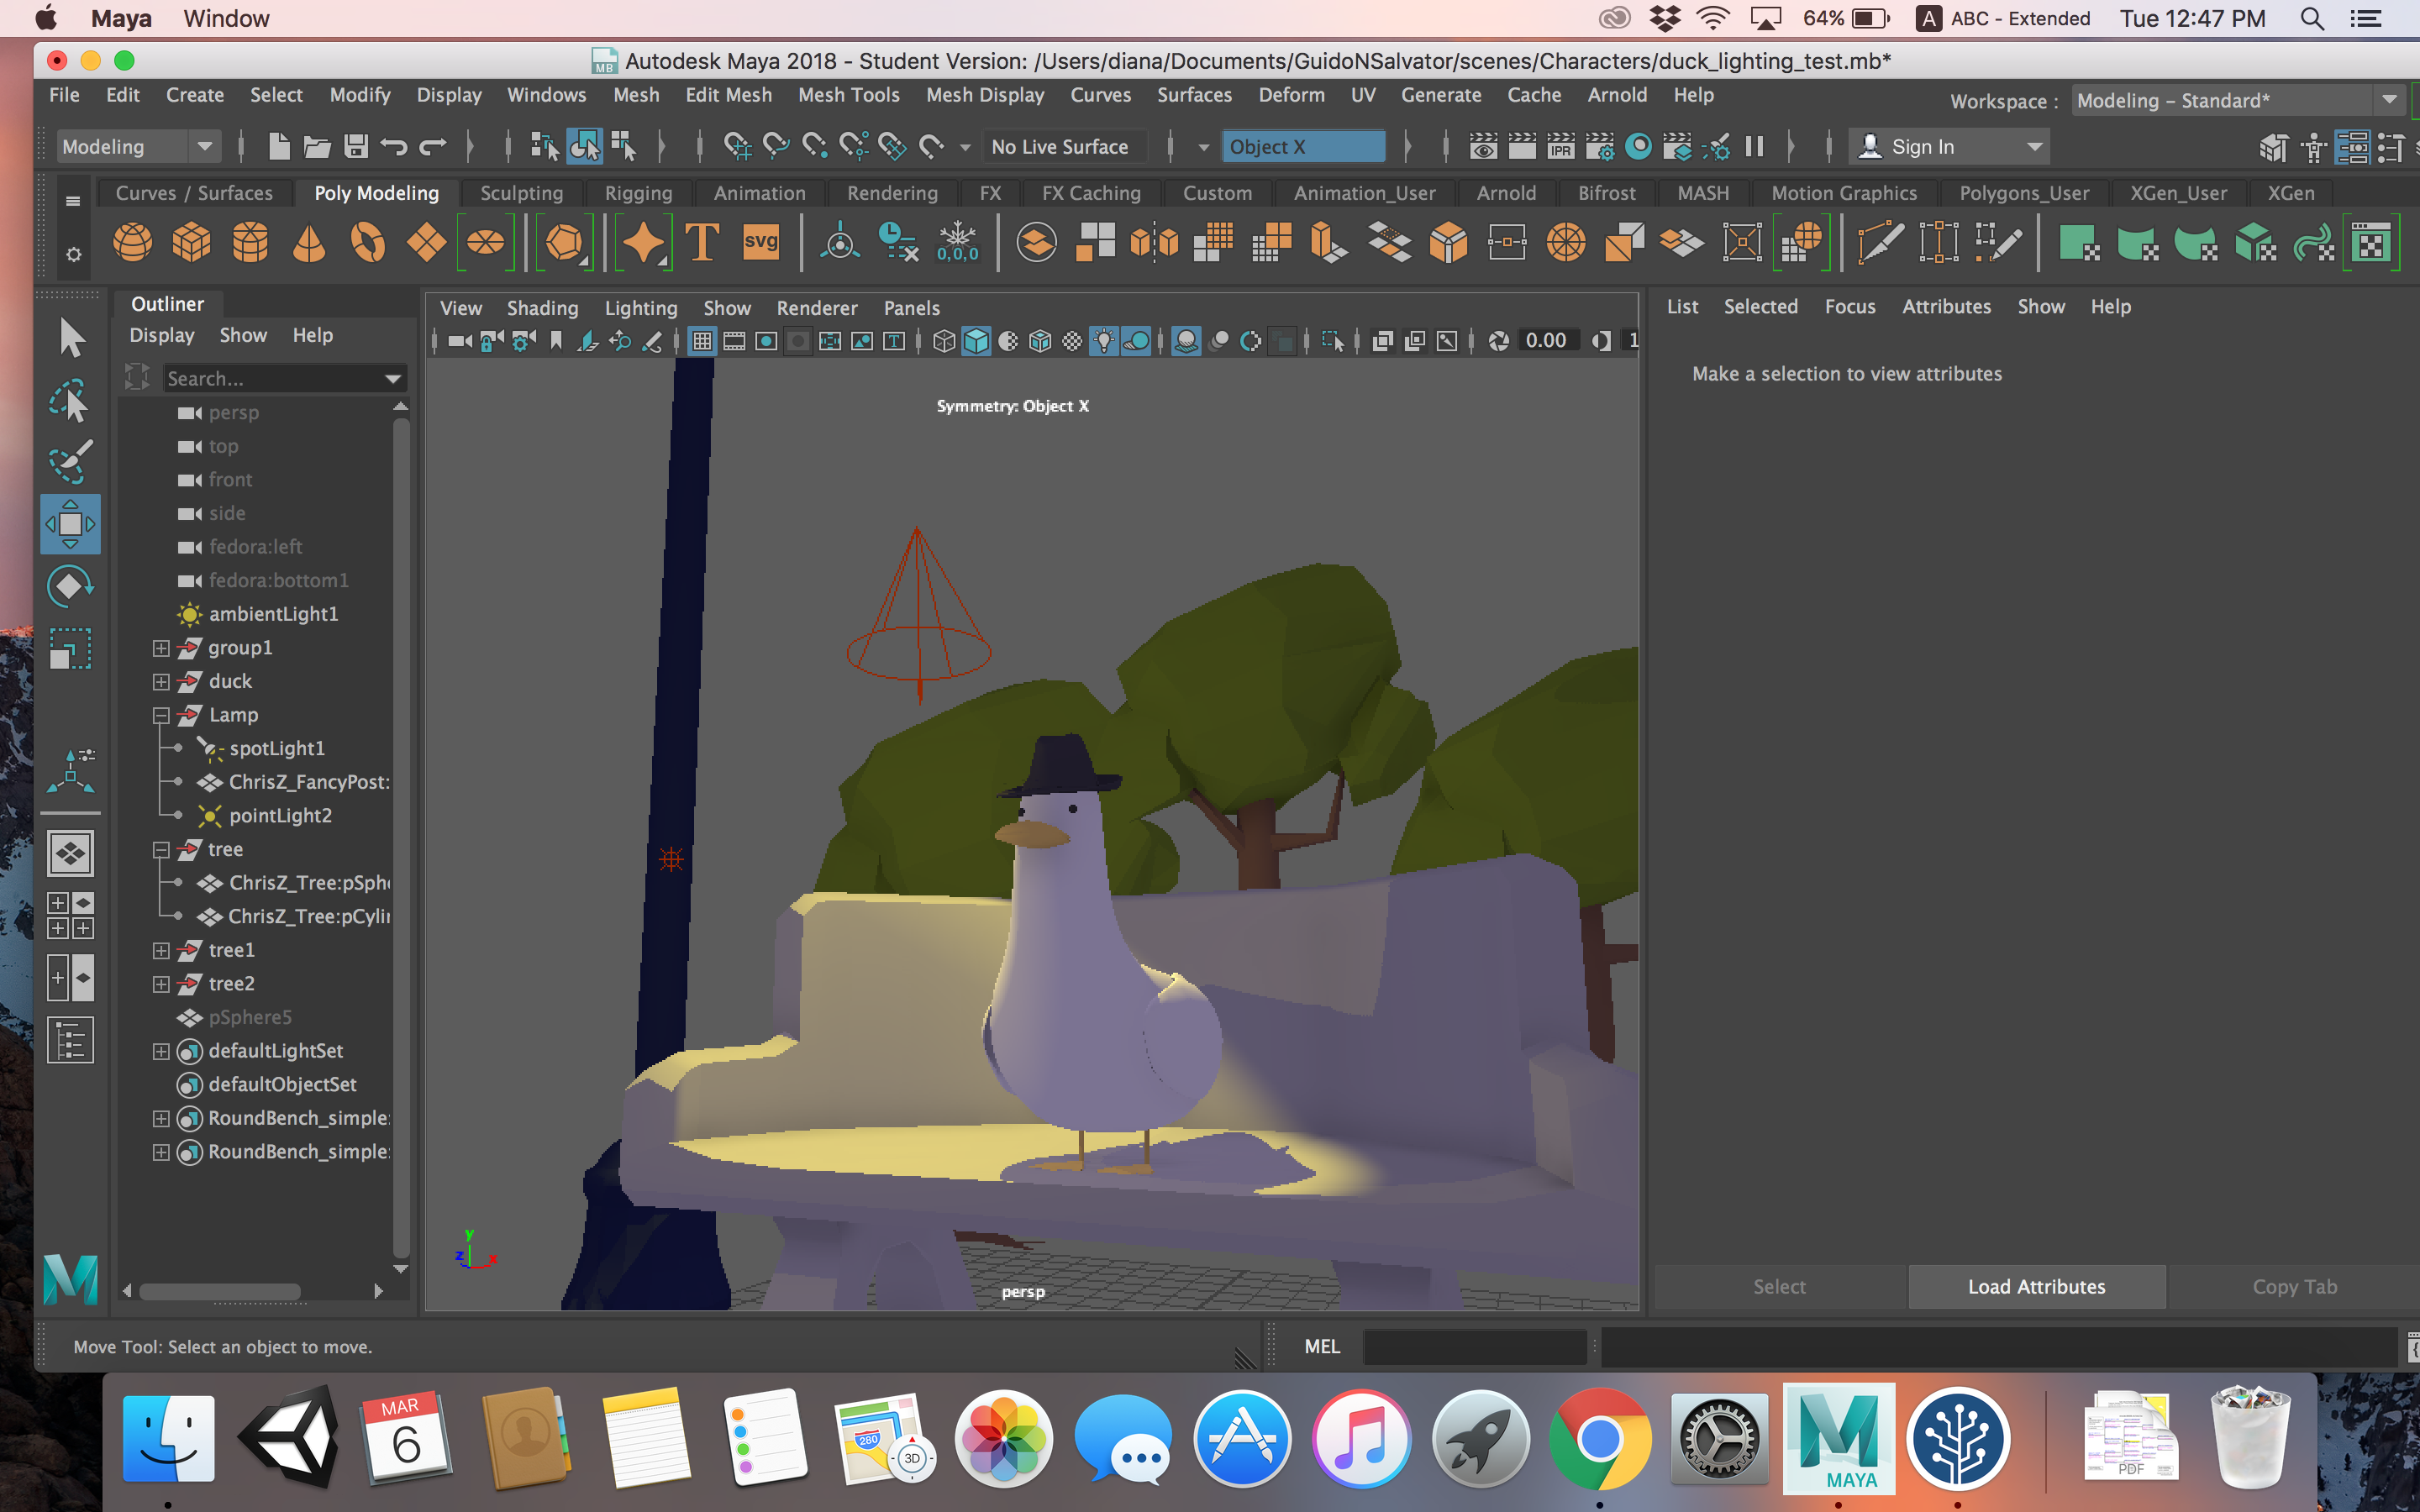 Maya Window 64% A ABC - Extended Tue 12:47 PM
MB Autodesk Maya 2018 - Student Version: /Users/diana/Documents/GuidoNSalvator/scenes/Characters/duck_lighting_test.mb*
File Edit Create Select Modify Display Windows Mesh Edit Mesh Mesh Tools Mesh Display Curves Surfaces Deform UV Generate Cache Arnold Help Workspace : Modeling - Standard*
Modeling No Live Surface Object X IPR Sign In
Curves / Surfaces Poly Modeling Sculpting Rigging Animation Rendering FX FX Caching Custom Animation_User Arnold Bifrost MASH Motion Graphics Polygons_User XGen_User XGen
T svg 0,0,0
Outliner
Display Show Help
Search...
persp
top
front
side
fedora:left
fedora:bottom1
ambientLight1
group1
duck
Lamp
spotLight1
ChrisZ_FancyPost:
pointLight2
tree
ChrisZ_Tree:pSphe
ChrisZ_Tree:pCylin
tree1
tree2
pSphere5
defaultLightSet
defaultObjectSet
RoundBench_simple:
RoundBench_simple:
View Shading Lighting Show Renderer Panels
T 0.00 1
Symmetry: Object X
y
z x
persp
List Selected Focus Attributes Show Help
Make a selection to view attributes
Select Load Attributes Copy Tab
M
Move Tool: Select an object to move. MEL
MAR
6
280
3D
MAYA
PDF